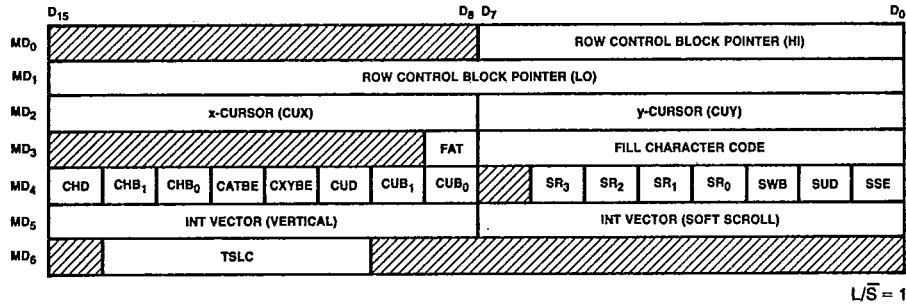 D15 D8 D7 D0
MD0 ROW CONTROL BLOCK POINTER (HI)
MD1 ROW CONTROL BLOCK POINTER (LO)
MD2 x-CURSOR (CUX) y-CURSOR (CUY)
MD3 FAT FILL CHARACTER CODE
MD4 CHD CHB1 CHB0 CATBE CXYBE CUD CUB1 CUB0 SR3 SR2 SR1 SR0 SWB SUD SSE
MD5 INT VECTOR (VERTICAL) INT VECTOR (SOFT SCROLL)
MD6 TSLC
L/S̅ = 1